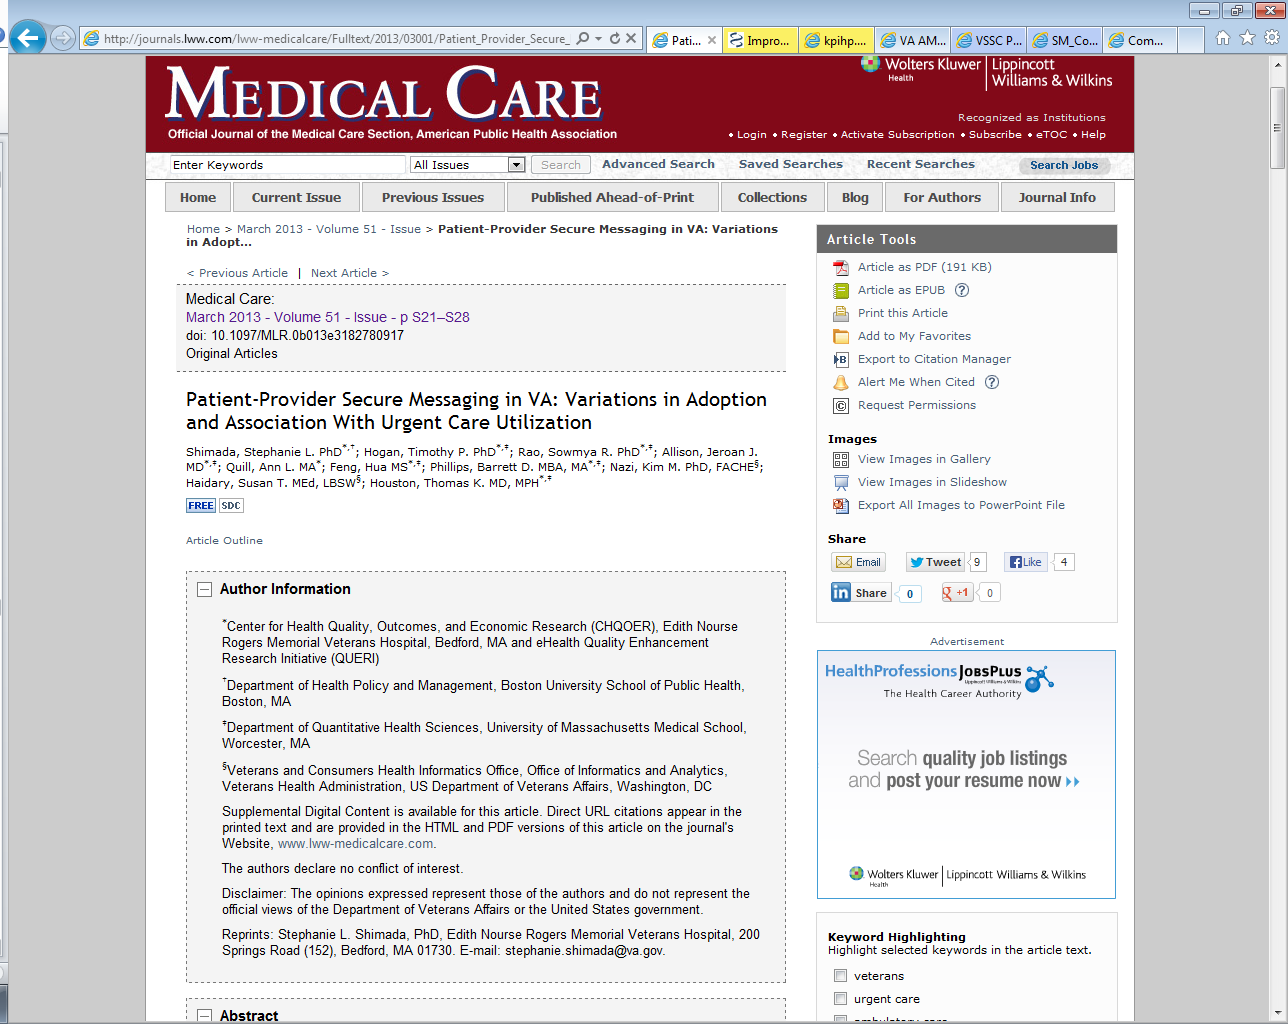 http://journals.lww.com/lww-medicalcare/Fulltext/2013/03001/Patient_Provider_Secure_
Pati...
Impro...
kpihp....
VA AM...
VSSC P...
SM_Co...
Com...
MEDICAL CARE
Official Journal of the Medical Care Section, American Public Health Association
Wolters Kluwer
Health
Lippincott
Williams & Wilkins
Recognized as Institutions
• Login • Register • Activate Subscription • Subscribe • eTOC • Help
Enter Keywords
All Issues
Search
Advanced Search
Saved Searches
Recent Searches
Search Jobs
Home
Current Issue
Previous Issues
Published Ahead-of-Print
Collections
Blog
For Authors
Journal Info
Home > March 2013 - Volume 51 - Issue > Patient-Provider Secure Messaging in VA: Variations
in Adopt...
< Previous Article | Next Article >
Medical Care:
March 2013 - Volume 51 - Issue - p S21–S28
doi: 10.1097/MLR.0b013e3182780917
Original Articles
Patient-Provider Secure Messaging in VA: Variations in Adoption
and Association With Urgent Care Utilization
Shimada, Stephanie L. PhD*,†; Hogan, Timothy P. PhD*,‡; Rao, Sowmya R. PhD*,‡; Allison, Jeroan J.
MD*,‡; Quill, Ann L. MA*; Feng, Hua MS*,‡; Phillips, Barrett D. MBA, MA*,‡; Nazi, Kim M. PhD, FACHE§;
Haidary, Susan T. MEd, LBSW§; Houston, Thomas K. MD, MPH*,‡
FREE SDC
Article Outline
Author Information
*Center for Health Quality, Outcomes, and Economic Research (CHQOER), Edith Nourse
Rogers Memorial Veterans Hospital, Bedford, MA and eHealth Quality Enhancement
Research Initiative (QUERI)
†Department of Health Policy and Management, Boston University School of Public Health,
Boston, MA
‡Department of Quantitative Health Sciences, University of Massachusetts Medical School,
Worcester, MA
§Veterans and Consumers Health Informatics Office, Office of Informatics and Analytics,
Veterans Health Administration, US Department of Veterans Affairs, Washington, DC
Supplemental Digital Content is available for this article. Direct URL citations appear in the
printed text and are provided in the HTML and PDF versions of this article on the journal's
Website, www.lww-medicalcare.com.
The authors declare no conflict of interest.
Disclaimer: The opinions expressed represent those of the authors and do not represent the
official views of the Department of Veterans Affairs or the United States government.
Reprints: Stephanie L. Shimada, PhD, Edith Nourse Rogers Memorial Veterans Hospital, 200
Springs Road (152), Bedford, MA 01730. E-mail: stephanie.shimada@va.gov.
Abstract
Article Tools
Article as PDF (191 KB)
Article as EPUB
Print this Article
Add to My Favorites
Export to Citation Manager
Alert Me When Cited
Request Permissions
Images
View Images in Gallery
View Images in Slideshow
Export All Images to PowerPoint File
Share
Email
Tweet 9
Like 4
Share 0
+1 0
Advertisement
HealthProfessions JOBSPLUS
Lippincott Williams & Wilkins
The Health Career Authority
Search quality job listings
and post your resume now
Wolters Kluwer
Health
Lippincott Williams & Wilkins
Keyword Highlighting
Highlight selected keywords in the article text.
veterans
urgent care
ambulatory care